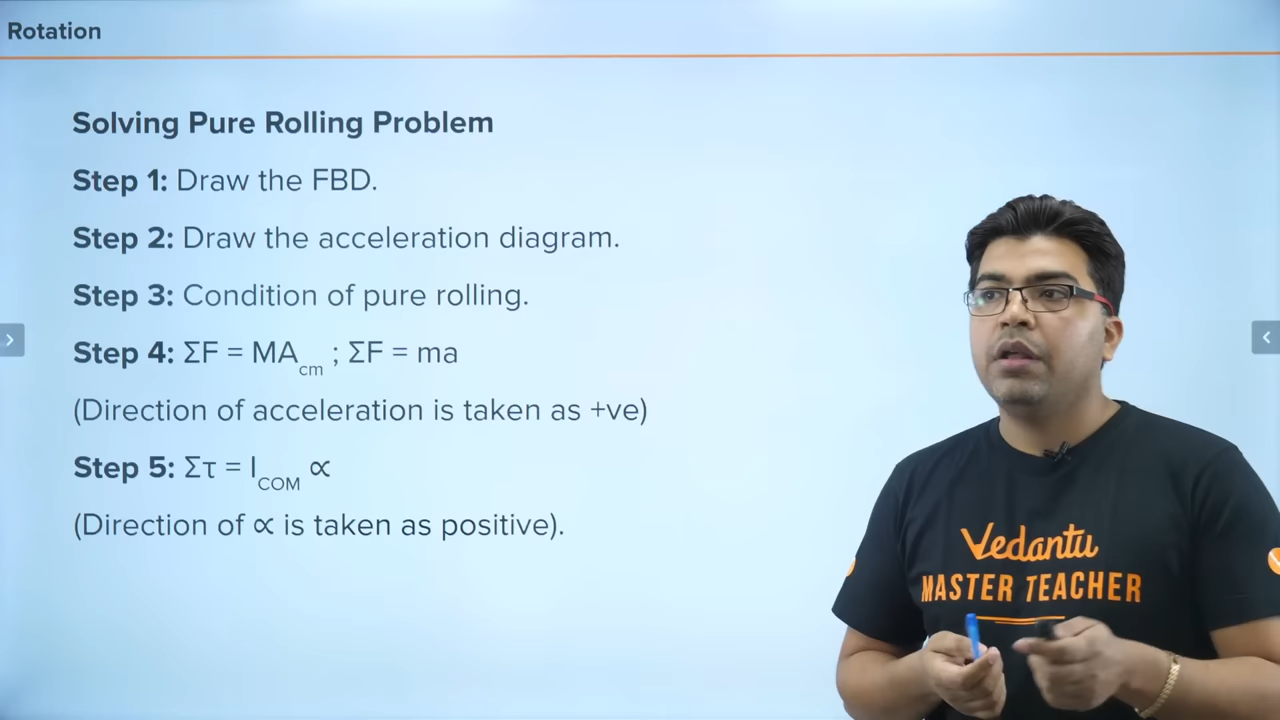 Rotation
Solving Pure Rolling Problem
Step 1: Draw the FBD.
Step 2: Draw the acceleration diagram.
Step 3: Condition of pure rolling.
Step 4: ΣF = MA_cm ; ΣF = ma
(Direction of acceleration is taken as +ve)
Step 5: Στ = I_COM ∝
(Direction of ∝ is taken as positive).
Vedantu
MASTER TEACHER